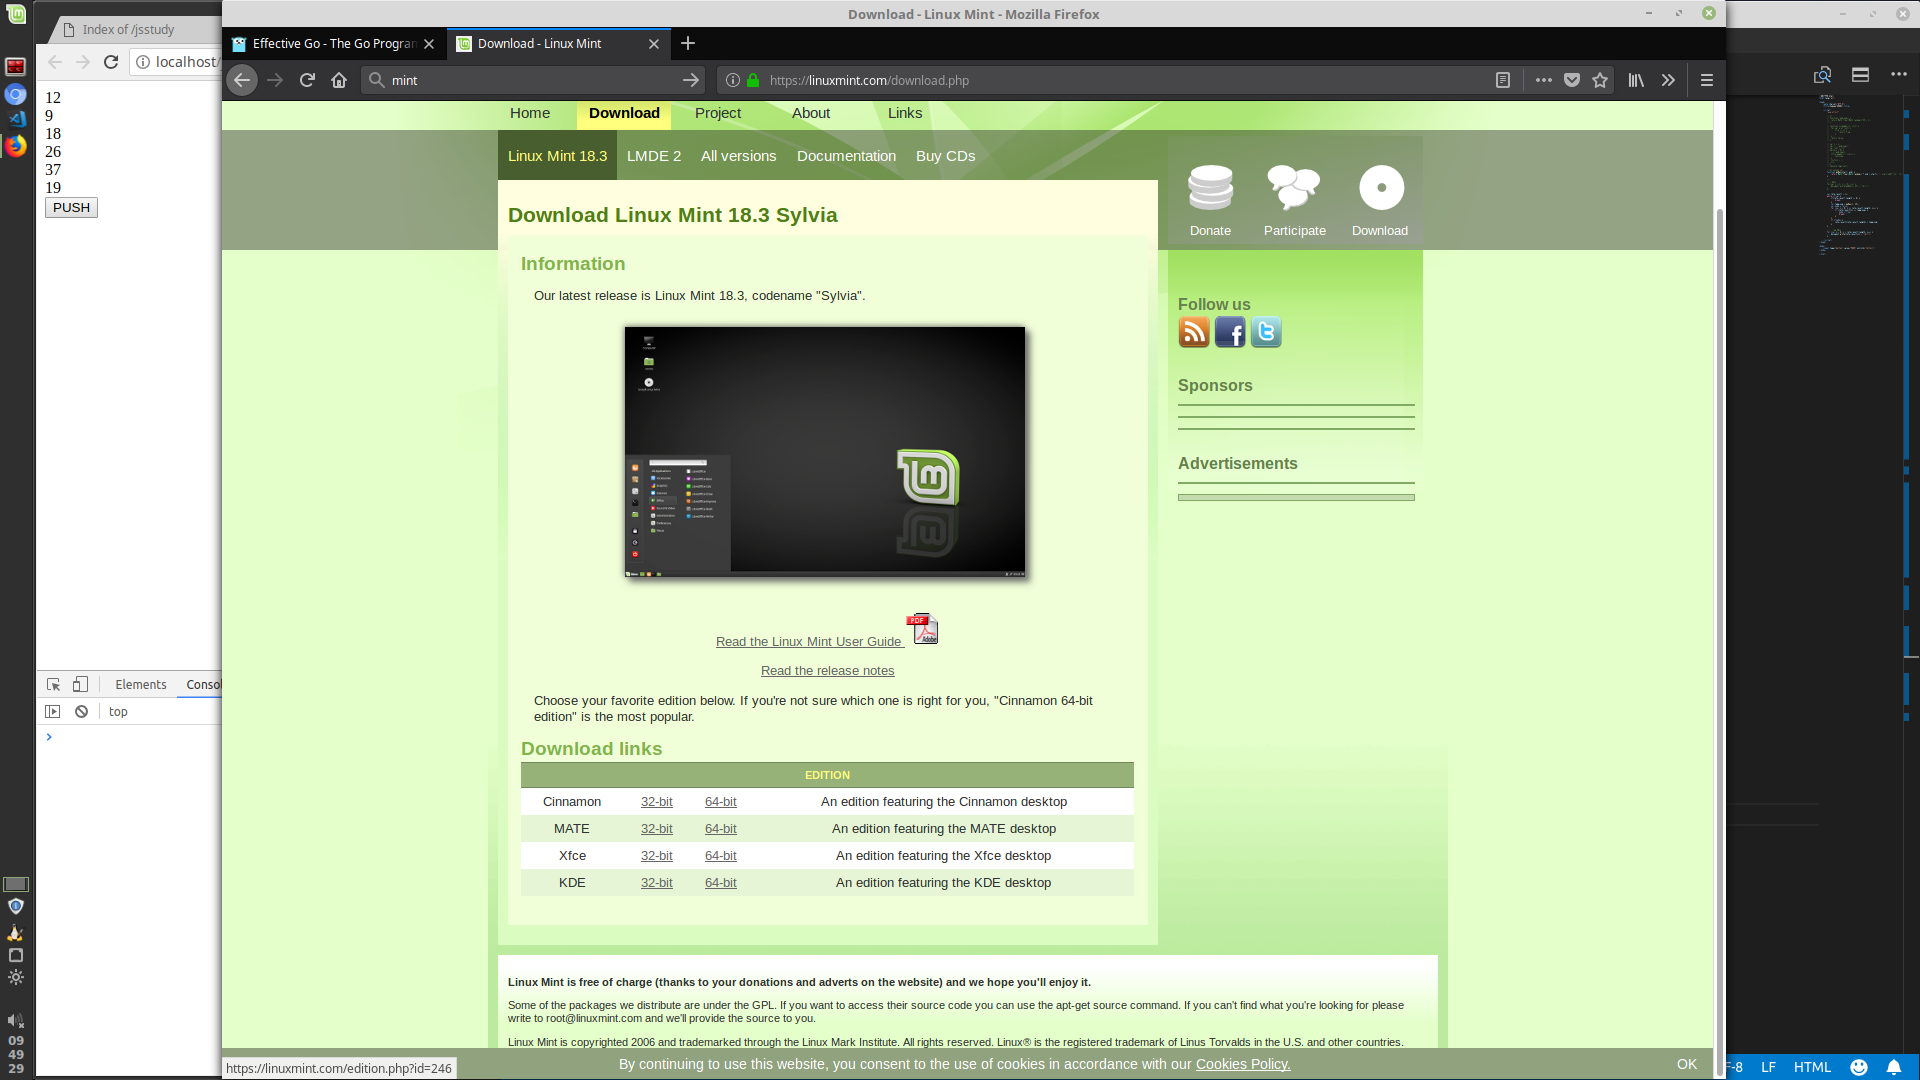 Download - Linux Mint - Mozilla Firefox
Index of /jsstudy
Effective Go - The Go Progran
Download - Linux Mint
localhost/
mint
https://linuxmint.com/download.php
12
9
18
26
37
19
PUSH
Home Download Project About Links
Linux Mint 18.3 LMDE 2 All versions Documentation Buy CDs
Donate Participate Download
Download Linux Mint 18.3 Sylvia
Information
Our latest release is Linux Mint 18.3, codename "Sylvia".
Follow us
Sponsors
Advertisements
Read the Linux Mint User Guide
PDF
Adobe
Read the release notes
Choose your favorite edition below. If you're not sure which one is right for you, "Cinnamon 64-bit
edition" is the most popular.
Download links
EDITION
Cinnamon 32-bit 64-bit An edition featuring the Cinnamon desktop
MATE 32-bit 64-bit An edition featuring the MATE desktop
Xfce 32-bit 64-bit An edition featuring the Xfce desktop
KDE 32-bit 64-bit An edition featuring the KDE desktop
Linux Mint is free of charge (thanks to your donations and adverts on the website) and we hope you'll enjoy it.
Some of the packages we distribute are under the GPL. If you want to access their source code you can use the apt-get source command. If you can't find what you're looking for please
write to root@linuxmint.com and we'll provide the source to you.
Linux Mint is copyrighted 2006 and trademarked through the Linux Mark Institute. All rights reserved. Linux® is the registered trademark of Linus Torvalds in the U.S. and other countries.
By continuing to use this website, you consent to the use of cookies in accordance with our Cookies Policy.
OK
https://linuxmint.com/edition.php?id=246
Elements Conso
top
09
49
29
F-8 LF HTML